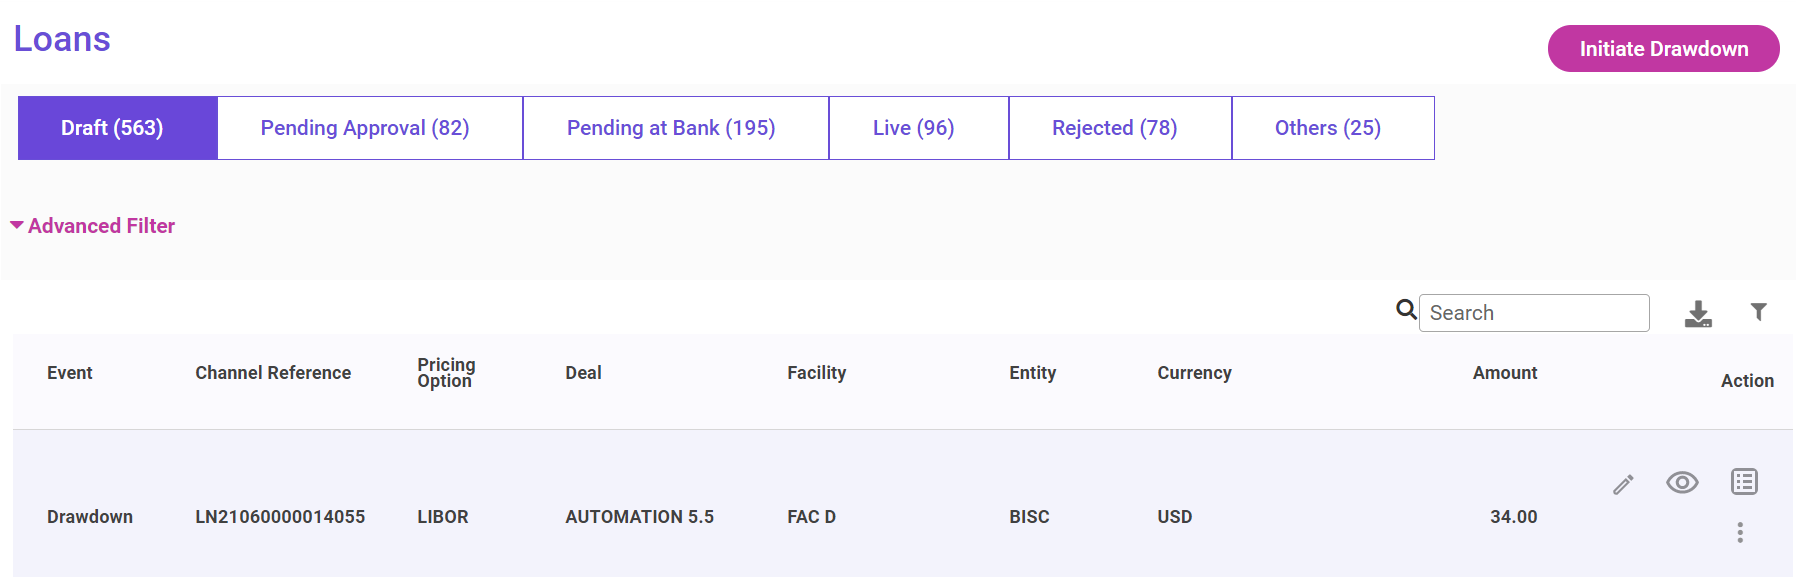 Loans
Initiate Drawdown
Draft (563) Pending Approval (82) Pending at Bank (195) Live (96) Rejected (78) Others (25)
Advanced Filter
Search
Event Channel Reference Pricing Option Deal Facility Entity Currency Amount Action
Drawdown LN21060000014055 LIBOR AUTOMATION 5.5 FAC D BISC USD 34.00